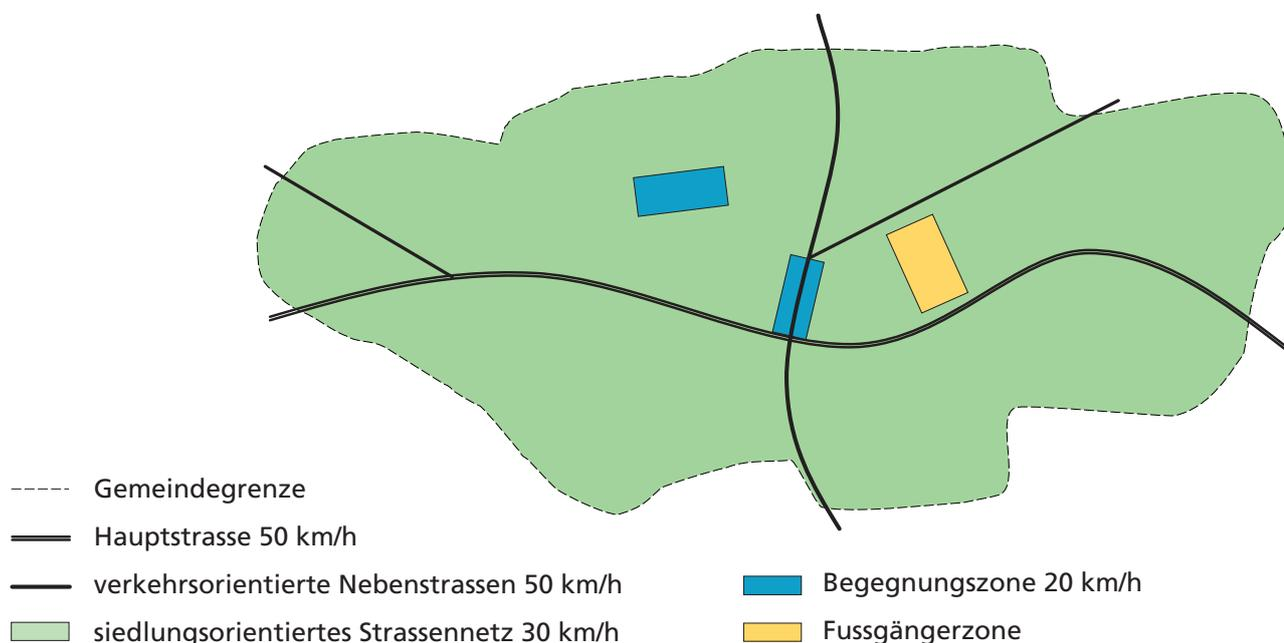 Gemeindegrenze
Hauptstrasse 50 km/h
verkehrsorientierte Nebenstrassen 50 km/h
siedlungsorientiertes Strassennetz 30 km/h
Begegnungszone 20 km/h
Fussgängerzone